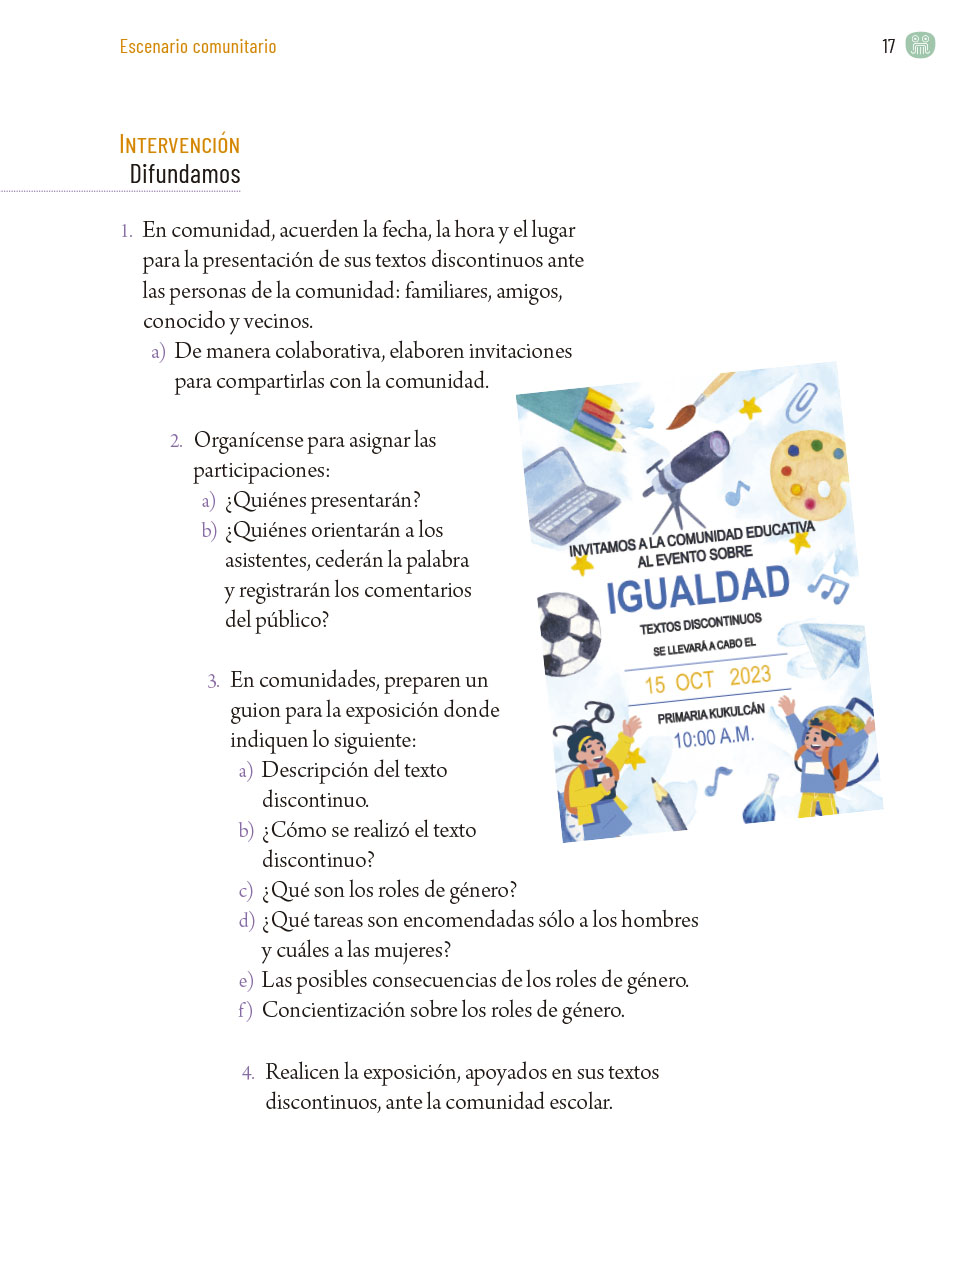 Escenario comunitario
17
INTERVENCIÓN
Difundamos
1. En comunidad, acuerden la fecha, la hora y el lugar
para la presentación de sus textos discontinuos ante
las personas de la comunidad: familiares, amigos,
conocido y vecinos.
a) De manera colaborativa, elaboren invitaciones
para compartirlas con la comunidad.
2. Organícense para asignar las
participaciones:
a) ¿Quiénes presentarán?
b) ¿Quiénes orientarán a los
asistentes, cederán la palabra
y registrarán los comentarios
del público?
3. En comunidades, preparen un
guion para la exposición donde
indiquen lo siguiente:
a) Descripción del texto
discontinuo.
b) ¿Cómo se realizó el texto
discontinuo?
c) ¿Qué son los roles de género?
d) ¿Qué tareas son encomendadas sólo a los hombres
y cuáles a las mujeres?
e) Las posibles consecuencias de los roles de género.
f) Concientización sobre los roles de género.
4. Realicen la exposición, apoyados en sus textos
discontinuos, ante la comunidad escolar.
INVITAMOS A LA COMUNIDAD EDUCATIVA
AL EVENTO SOBRE
IGUALDAD
TEXTOS DISCONTINUOS
SE LLEVARÁ A CABO EL
15 OCT 2023
PRIMARIA KUKULCÁN
10:00 A.M.